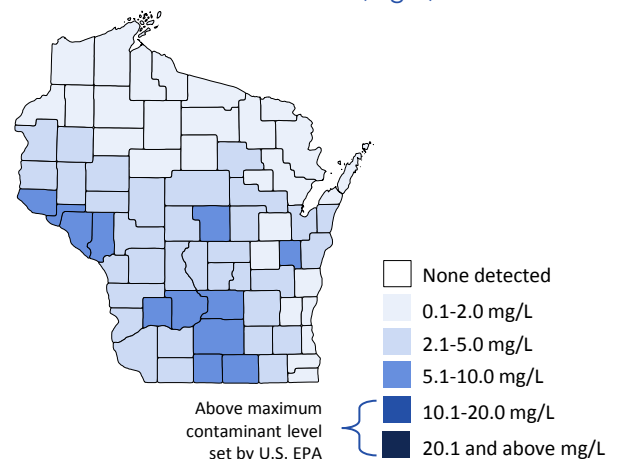 None detected
0.1-2.0 mg/L
2.1-5.0 mg/L
5.1-10.0 mg/L
10.1-20.0 mg/L
20.1 and above mg/L
Above maximum
contaminant level
set by U.S. EPA